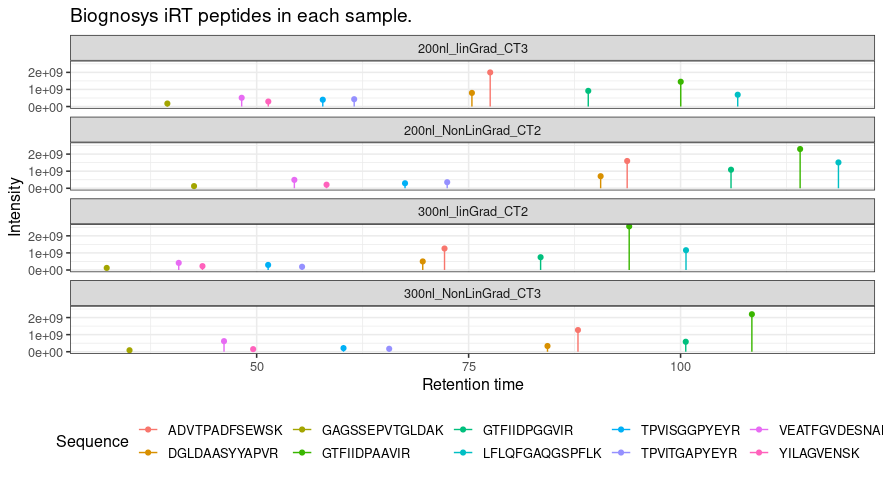 Biognosys iRT peptides in each sample.
200nl_linGrad_CT3
2e+09
1e+09
0e+00
200nl_NonLinGrad_CT2
2e+09
1e+09
0e+00
300nl_linGrad_CT2
2e+09
1e+09
0e+00
300nl_NonLinGrad_CT3
2e+09
1e+09
0e+00
Intensity
50 75 100
Retention time
Sequence
ADVTPADFSEWSK GAGSSEPVTGLDAK GTFIIDPGGVIR TPVISGGPYEYR VEATFGVDESNA
DGLDAASYYAPVR GTFIIDPAAVIR LFLQFGAQGSPFLK TPVITGAPYEYR YILAGVENSK